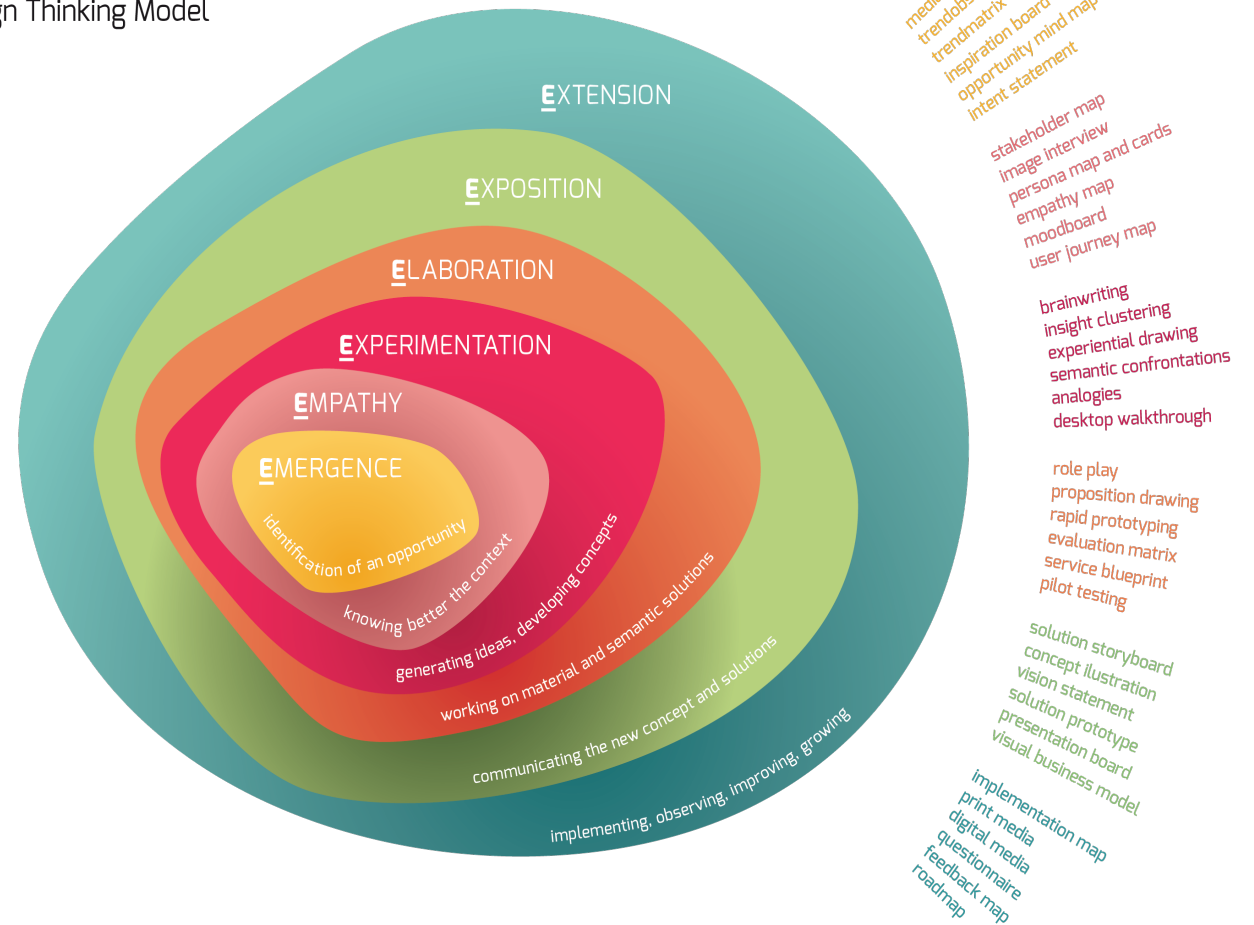 Thinking Model
EXTENSION
EXPOSITION
ELABORATION
EXPERIMENTATION
EMPATHY
EMERGENCE
identification of an opportunity
knowing better the context
generating ideas, developing concepts
working on material and semantic solutions
communicating the new concept and solutions
implementing, observing, improving, growing
trendmatrix
inspiration board
opportunity mind map
intent statement
stakeholder map
image interview
persona map and cards
empathy map
moodboard
user journey map
brainwriting
insight clustering
experiential drawing
semantic confrontations
analogies
desktop walkthrough
role play
proposition drawing
rapid prototyping
evaluation matrix
service blueprint
pilot testing
solution storyboard
concept ilustration
vision statement
solution prototype
presentation board
visual business model
implementation map
print media
digital media
questionnaire
feedback map
roadmap